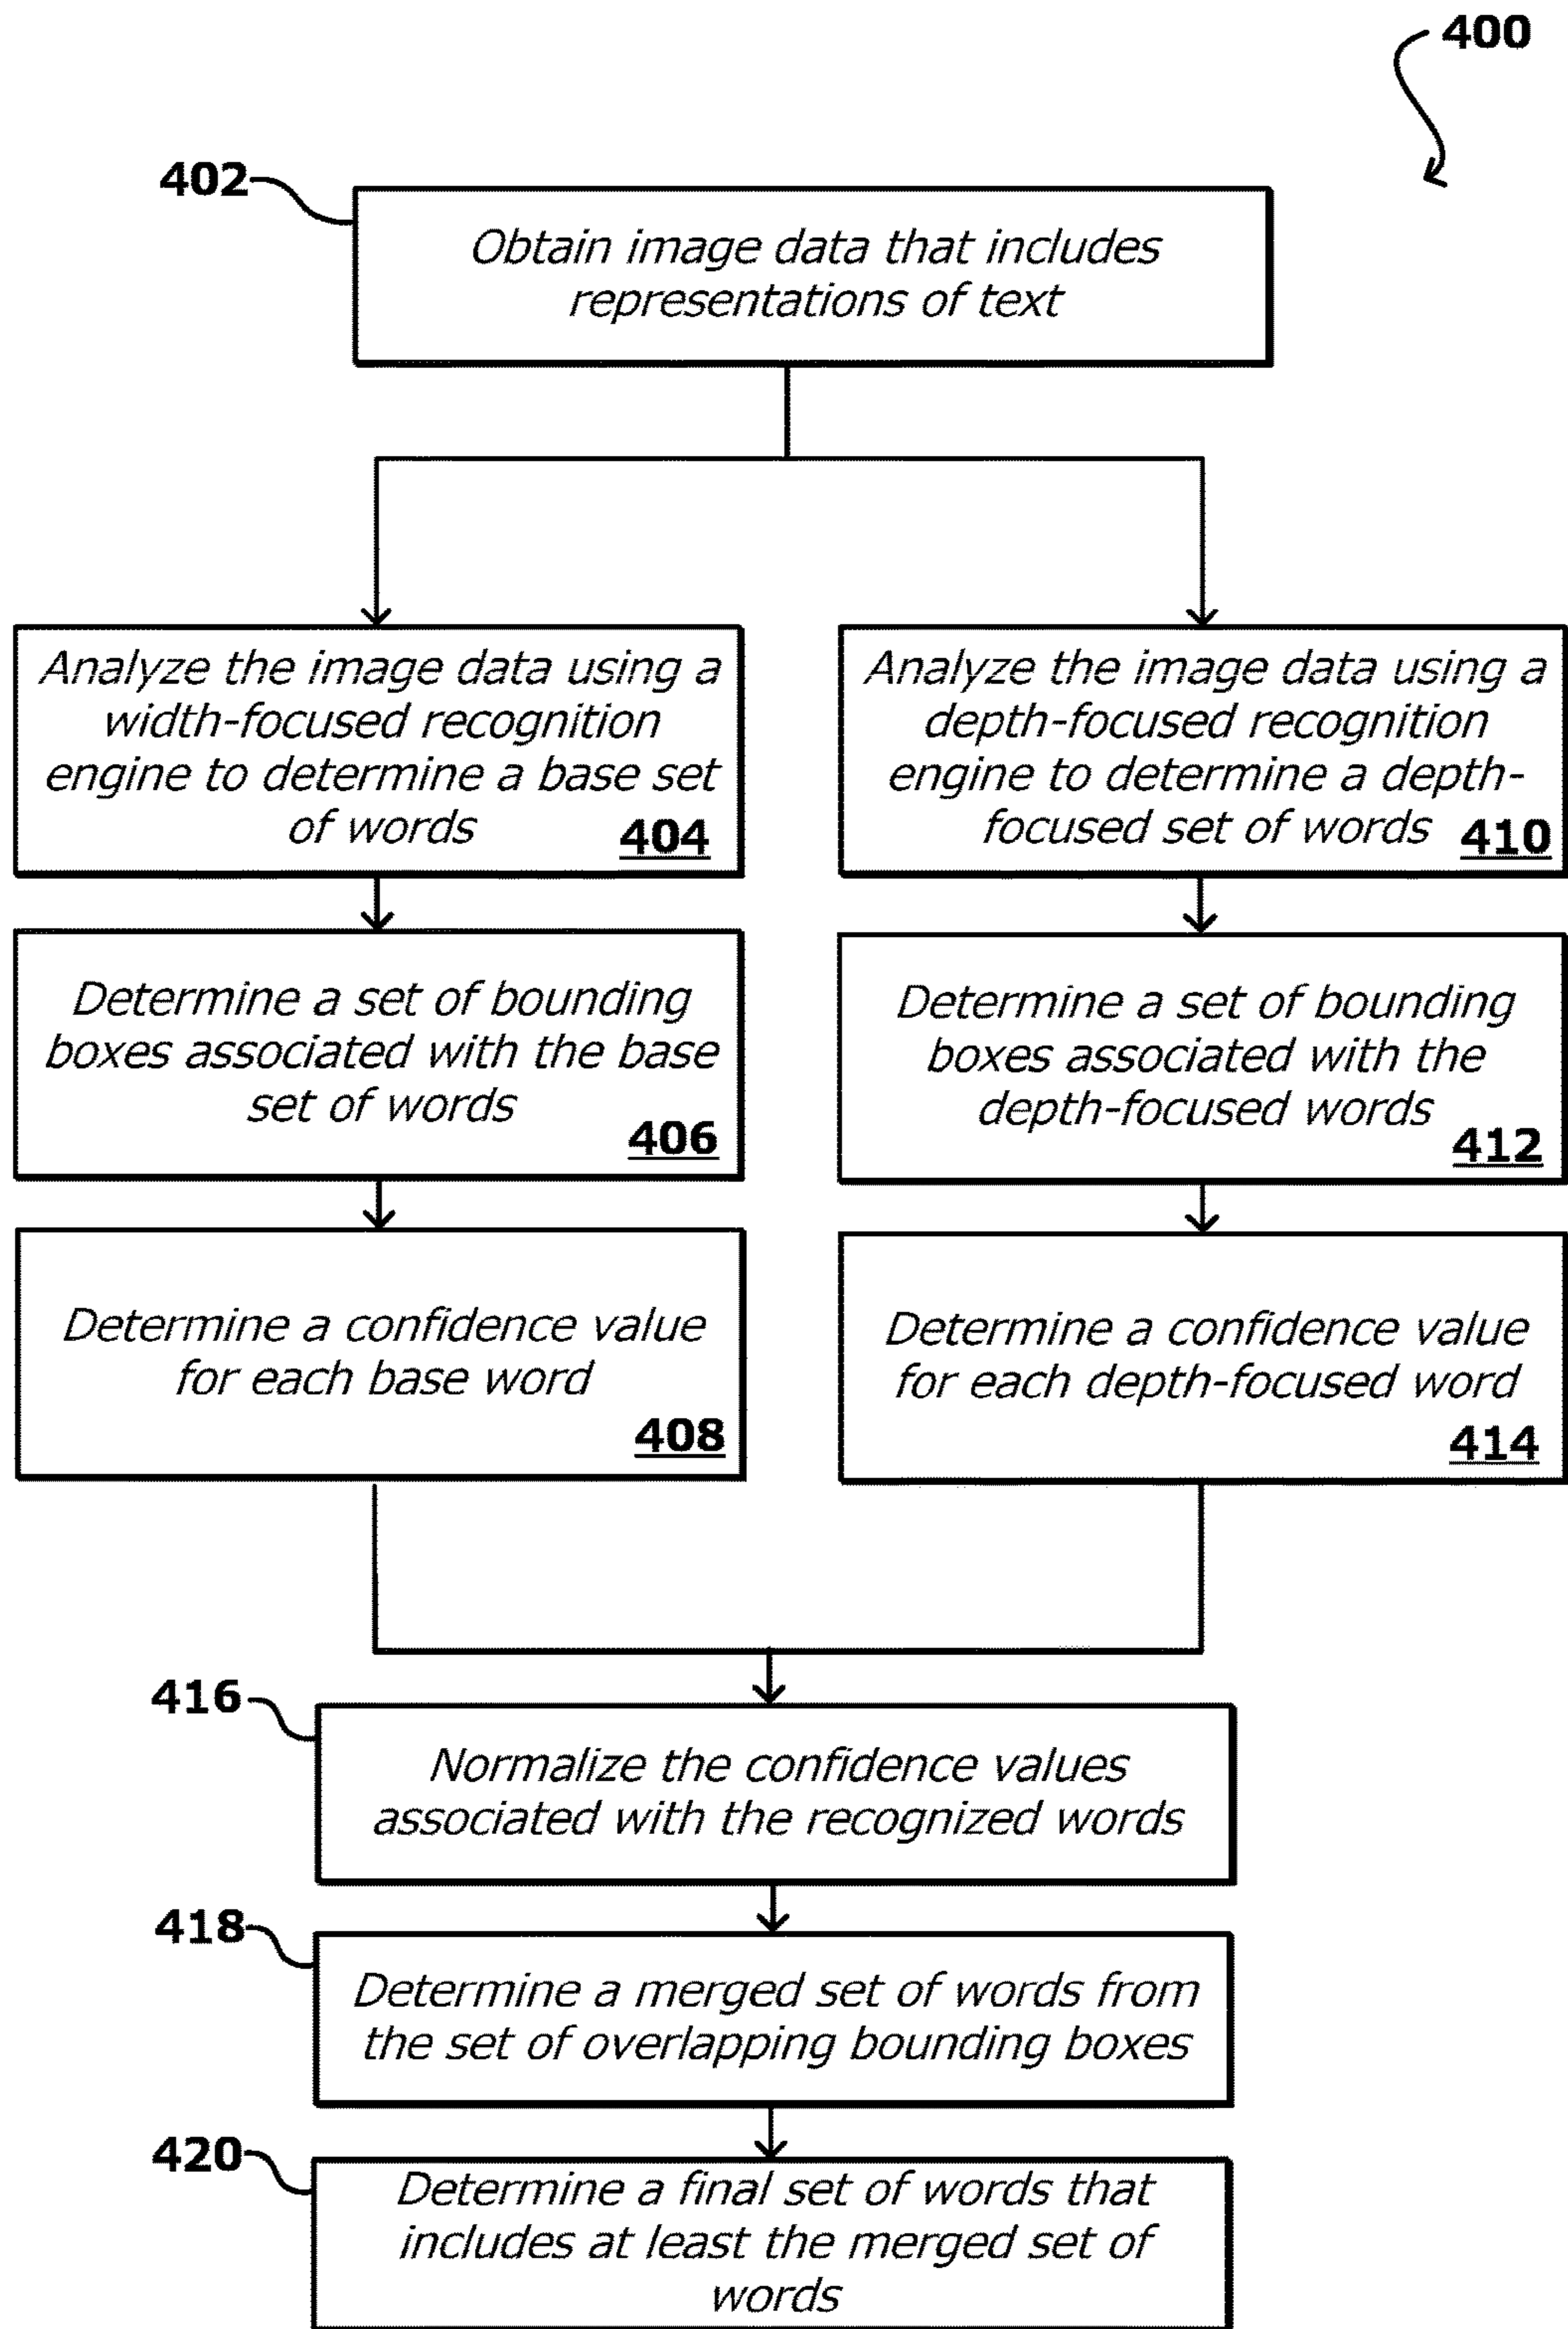 400
402
Obtain image data that includes
representations of text
Analyze the image data using a
width-focused recognition
engine to determine a base set
of words
404
Analyze the image data using a
depth-focused recognition
engine to determine a depth-
focused set of words
410
Determine a set of bounding
boxes associated with the base
set of words
406
Determine a set of bounding
boxes associated with the
depth-focused words
412
Determine a confidence value
for each base word
408
Determine a confidence value
for each depth-focused word
414
416
Normalize the confidence values
associated with the recognized words
418
Determine a merged set of words from
the set of overlapping bounding boxes
420
Determine a final set of words that
includes at least the merged set of
words